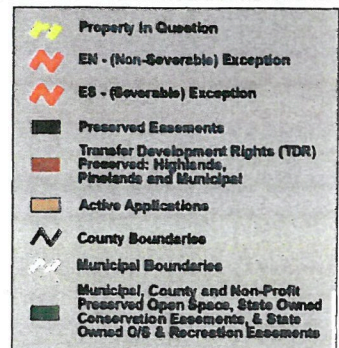 Property In Question
EN - (Non-Severable) Exception
ES - (Severable) Exception
Preserved Easements
Transfer Development Rights (TDR)
Preserved: Highlands,
Pinelands and Municipal
Active Applications
County Boundaries
Municipal Boundaries
Municipal, County and Non-Profit
Preserved Open Space, State Owned
Conservation Easements, & State
Owned O/S & Recreation Easements